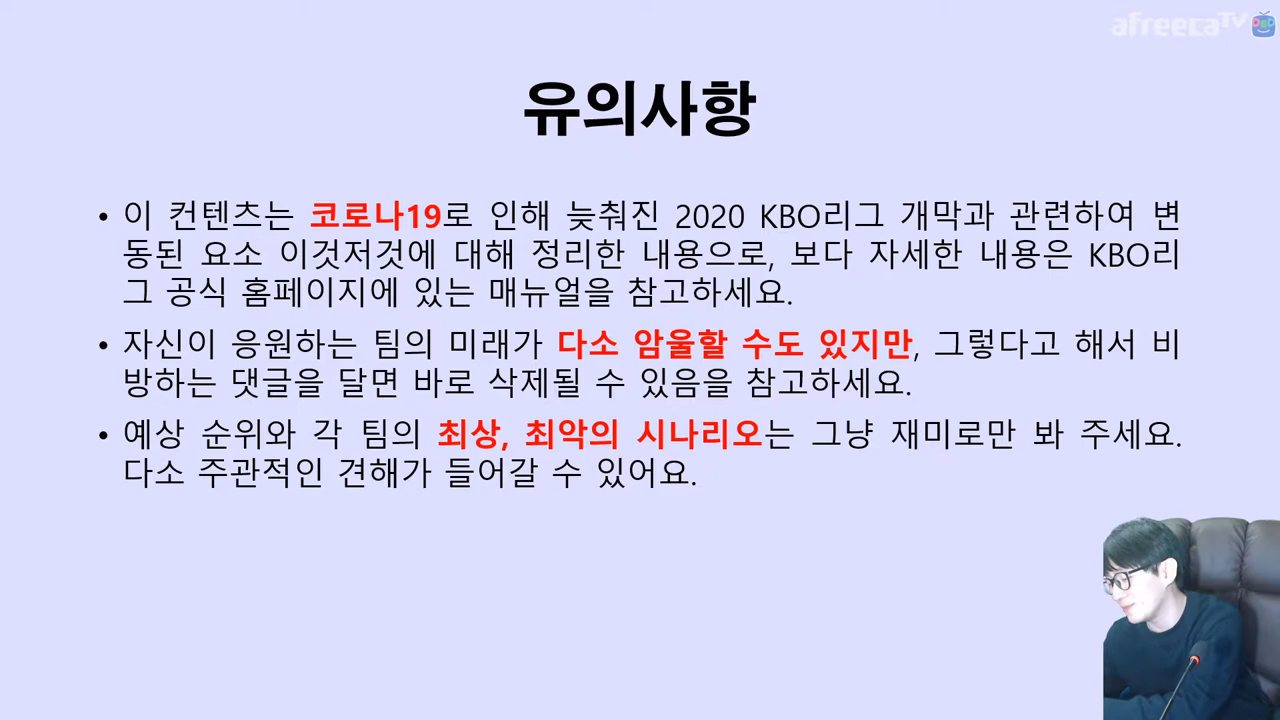 afreecaTV
유의사항
• 이 컨텐츠는 코로나19로 인해 늦춰진 2020 KBO리그 개막과 관련하여 변
동된 요소 이것저것에 대해 정리한 내용으로, 보다 자세한 내용은 KBO리
그 공식 홈페이지에 있는 매뉴얼을 참고하세요.
• 자신이 응원하는 팀의 미래가 다소 암울할 수도 있지만, 그렇다고 해서 비
방하는 댓글을 달면 바로 삭제될 수 있음을 참고하세요.
• 예상 순위와 각 팀의 최상, 최악의 시나리오는 그냥 재미로만 봐 주세요.
다소 주관적인 견해가 들어갈 수 있어요.